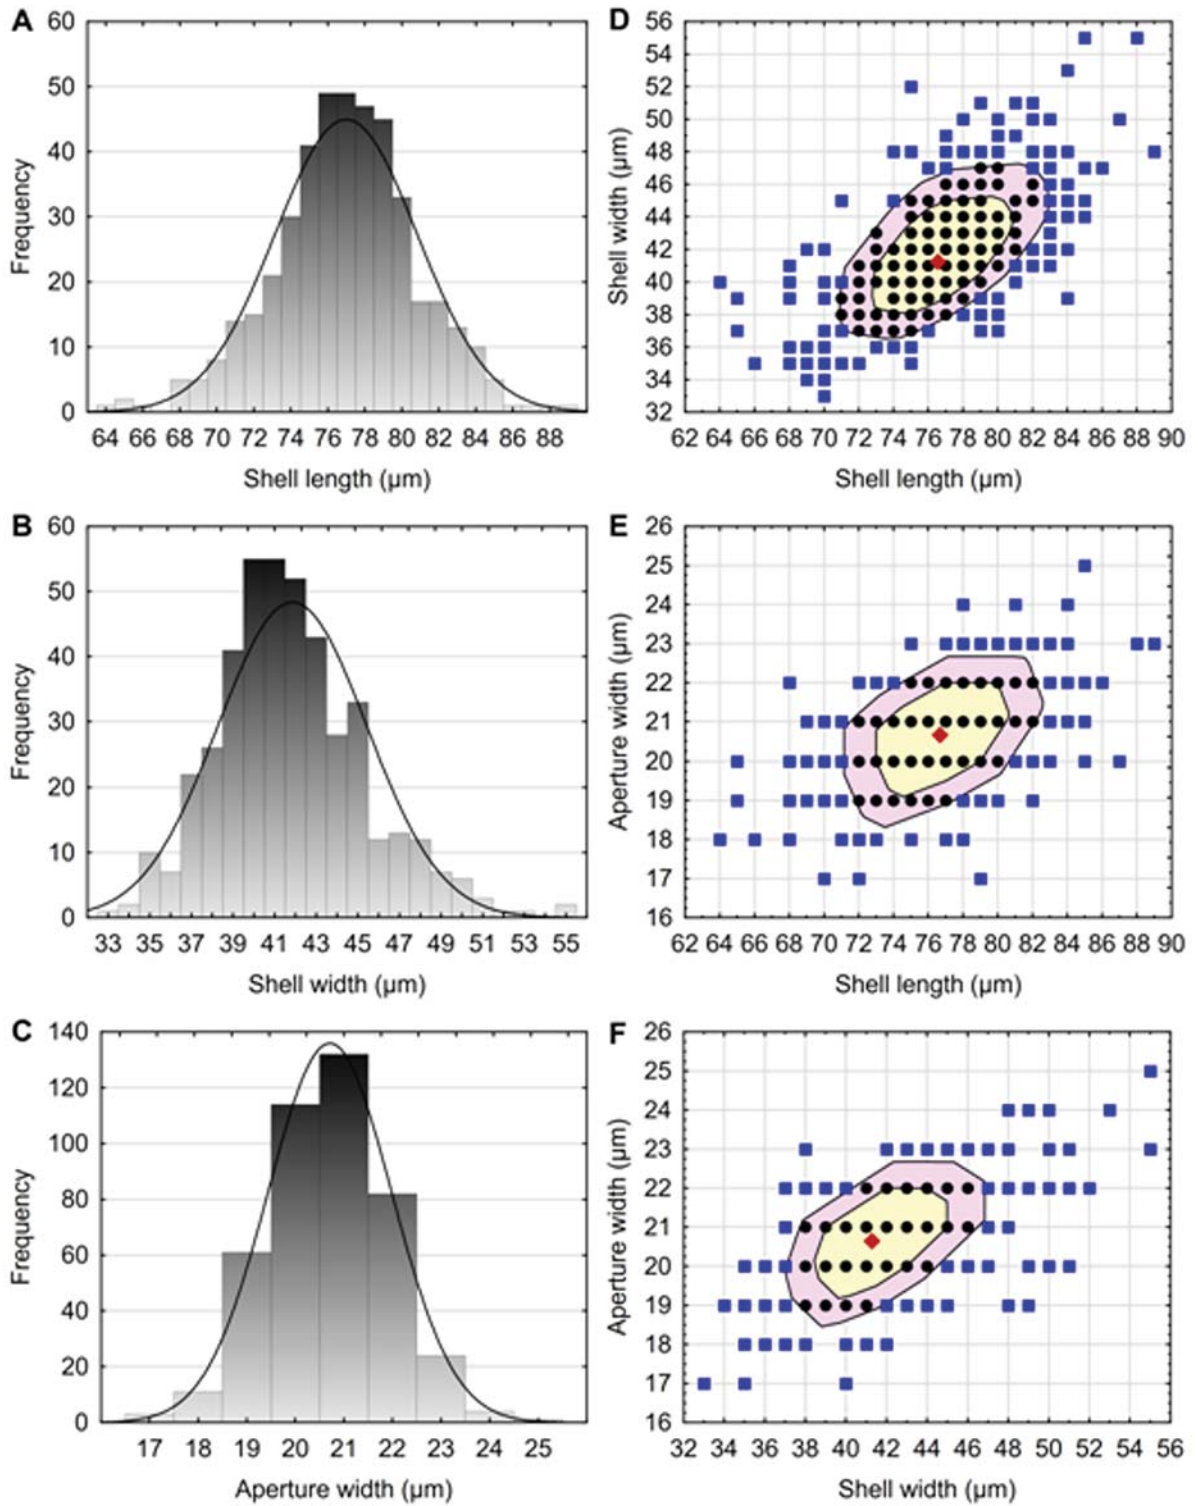 A
60
50
40
30
20
10
0
Frequency
64 66 68 70 72 74 76 78 80 82 84 86 88
Shell length (µm)
D
56
54
52
50
48
46
44
42
40
38
36
34
32
Shell width (µm)
62 64 66 68 70 72 74 76 78 80 82 84 86 88 90
Shell length (µm)
B
60
50
40
30
20
10
0
Frequency
33 35 37 39 41 43 45 47 49 51 53 55
Shell width (µm)
E
26
25
24
23
22
21
20
19
18
17
16
Aperture width (µm)
62 64 66 68 70 72 74 76 78 80 82 84 86 88 90
Shell length (µm)
C
140
120
100
80
60
40
20
0
Frequency
17 18 19 20 21 22 23 24 25
Aperture width (µm)
F
26
25
24
23
22
21
20
19
18
17
16
Aperture width (µm)
32 34 36 38 40 42 44 46 48 50 52 54 56
Shell width (µm)